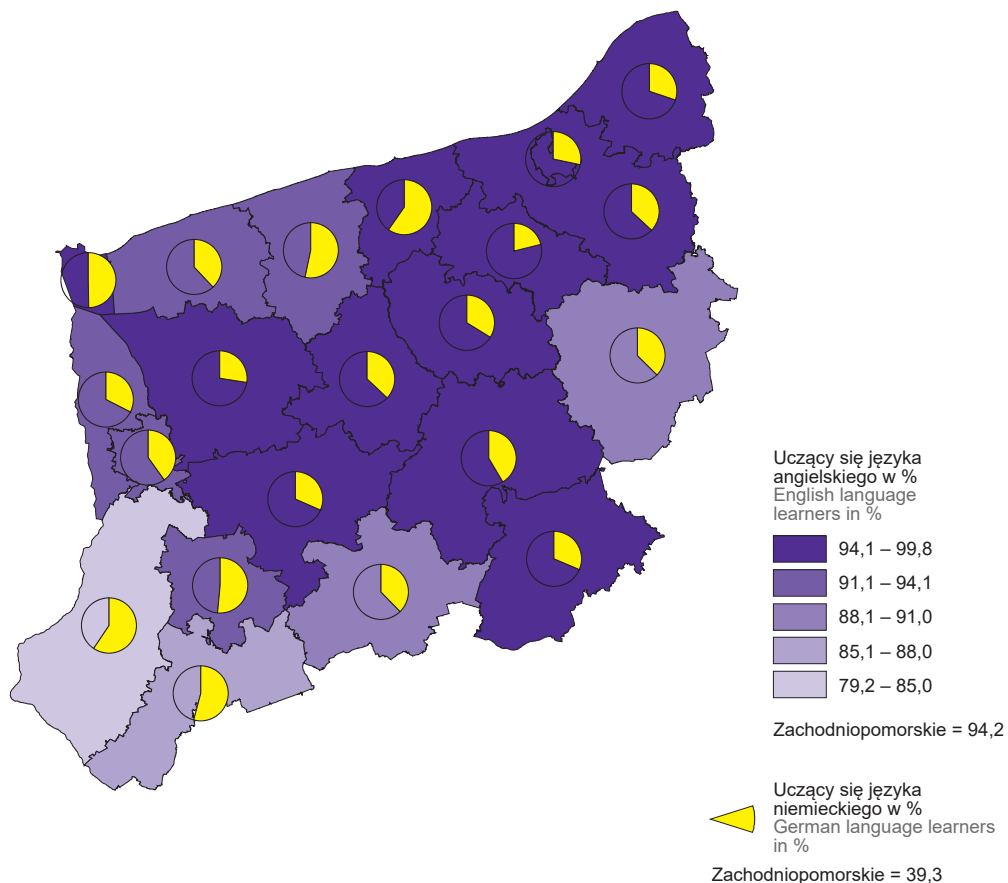 Uczący się języka
angielskiego w %
English language
learners in %
94,1 – 99,8
91,1 – 94,1
88,1 – 91,0
85,1 – 88,0
79,2 – 85,0
Zachodniopomorskie = 94,2
Uczący się języka
niemieckiego w %
German language learners
in %
Zachodniopomorskie = 39,3